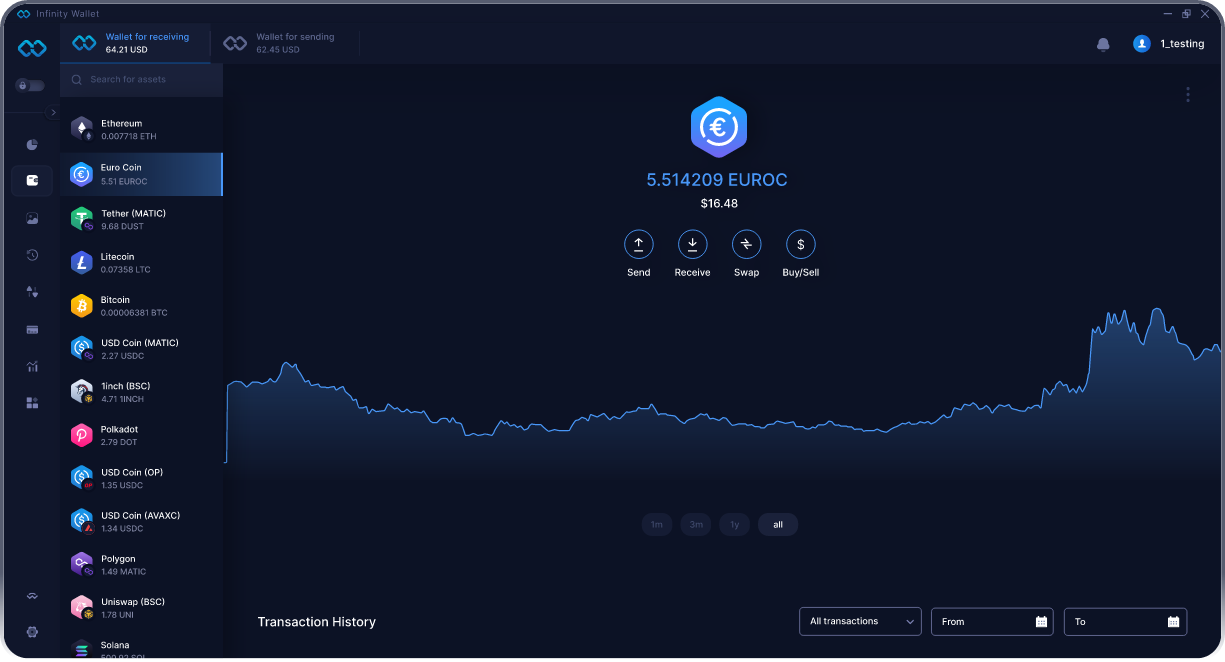 Infinity Wallet
Wallet for receiving
64.21 USD
Wallet for sending
62.45 USD
1_testing
Search for assets
Ethereum
0.007718 ETH
Euro Coin
5.51 EUROC
Tether (MATIC)
9.68 DUST
Litecoin
0.07358 LTC
Bitcoin
0.00006381 BTC
USD Coin (MATIC)
2.27 USDC
1inch (BSC)
4.71 1INCH
Polkadot
2.79 DOT
USD Coin (OP)
1.35 USDC
USD Coin (AVAXC)
1.34 USDC
Polygon
1.49 MATIC
Uniswap (BSC)
1.78 UNI
Solana
5.514209 EUROC
$16.48
Send
Receive
Swap
Buy/Sell
1m
3m
1y
all
Transaction History
All transactions
From
To